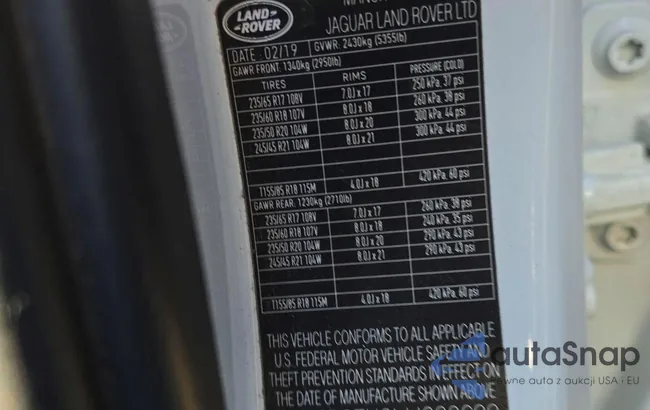 LAND-
-ROVER
JAGUAR LAND ROVER LTD
DATE: 02/19 GVWR: 2430kg (5355lb)
GAWR FRONT: 1340kg (2950lb)
TIRES RIMS PRESSURE (COLD)
235/65 R17 108V 7.0J x 17 250 kPa, 37 psi
235/60 R18 107V 8.0J x 18 260 kPa, 38 psi
235/50 R20 104W 8.0J x 20 300 kPa, 44 psi
245/45 R21 104W 8.0J x 21 300 kPa, 44 psi
T155/85 R18 115M 4.0J x 18 420 kPa, 60 psi
GAWR REAR: 1230kg (2710lb)
235/65 R17 108V 7.0J x 17 260 kPa, 38 psi
235/60 R18 107V 8.0J x 18 240 kPa, 35 psi
235/50 R20 104W 8.0J x 20 290 kPa, 43 psi
245/45 R21 104W 8.0J x 21 290 kPa, 43 psi
T155/85 R18 115M 4.0J x 18 420 kPa, 60 psi
THIS VEHICLE CONFORMS TO ALL APPLICABLE
U.S. FEDERAL MOTOR VEHICLE SAFETY AND
THEFT PREVENTION STANDARDS IN EFFECT ON
THE DATE OF MANUFACTURE SHOWN ABOVE
autaSnap
auta z aukcji USA i EU